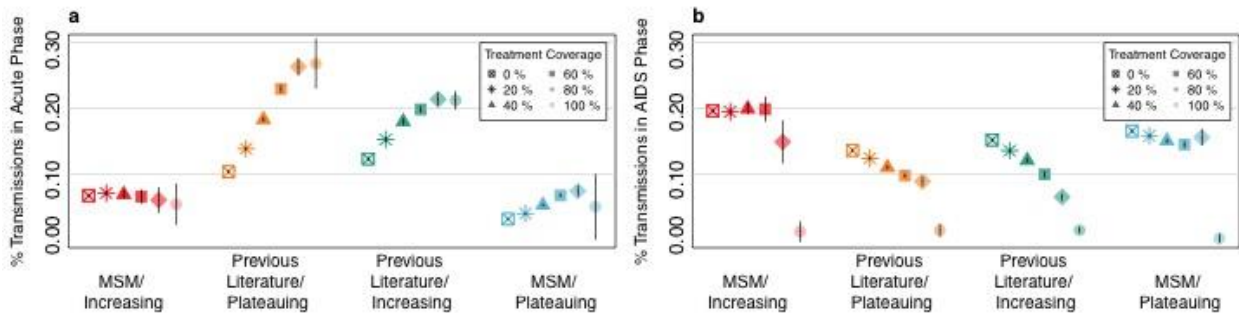 a
% Transmissions in Acute Phase
0.30
0.20
0.10
0.00
Treatment Coverage
0 % 60 %
20 % 80 %
40 % 100 %
MSM/
Increasing
Previous
Literature/
Plateauing
Previous
Literature/
Increasing
MSM/
Plateauing
b
% Transmissions in AIDS Phase
0.30
0.20
0.10
0.00
Treatment Coverage
0 % 60 %
20 % 80 %
40 % 100 %
MSM/
Increasing
Previous
Literature/
Plateauing
Previous
Literature/
Increasing
MSM/
Plateauing